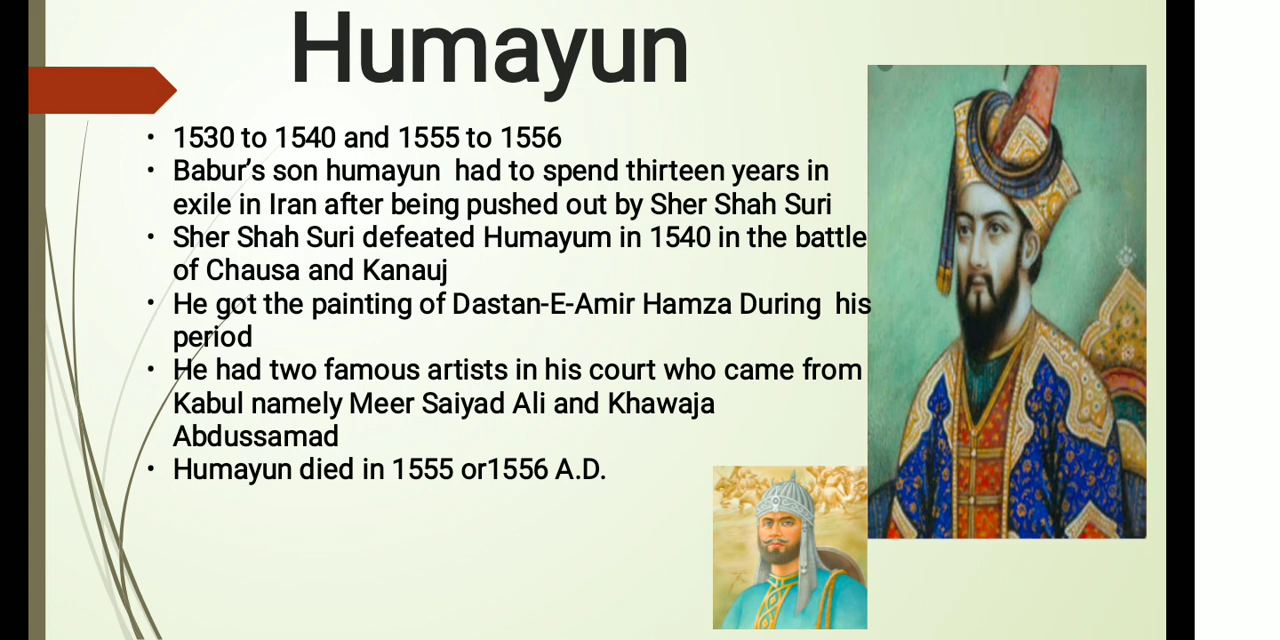 Humayun
• 1530 to 1540 and 1555 to 1556
• Babur's son humayun had to spend thirteen years in
exile in Iran after being pushed out by Sher Shah Suri
• Sher Shah Suri defeated Humayum in 1540 in the battle
of Chausa and Kanauj
• He got the painting of Dastan-E-Amir Hamza During his
period
• He had two famous artists in his court who came from
Kabul namely Meer Saiyad Ali and Khawaja
Abdussamad
• Humayun died in 1555 or1556 A.D.